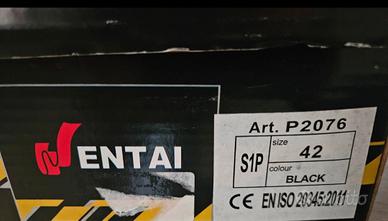 ENTAI
Art. P2076
S1P
size
42
colour
BLACK
CE EN ISO 20345:2011